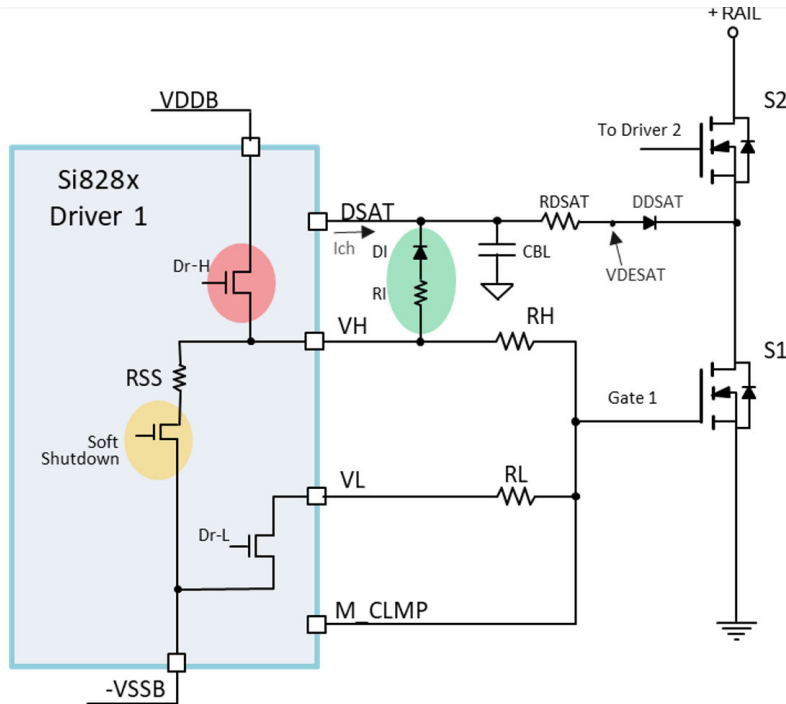 + RAIL
VDDB
S2
To Driver 2
Si828x
Driver 1
DSAT
RDSAT
DDSAT
Ich
DI
CBL
VDESAT
Dr-H
RI
VH
RH
S1
RSS
Gate 1
Soft
Shutdown
VL
RL
Dr-L
M_CLMP
-VSSB